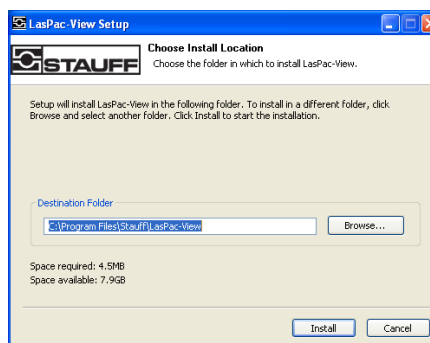 LasPac-View Setup
STAUFF
Choose Install Location
Choose the folder in which to install LasPac-View.
Setup will install LasPac-View in the following folder. To install in a different folder, click
Browse and select another folder. Click Install to start the installation.
Destination Folder
C:\Program Files\Stauff\LasPac-View
Browse...
Space required: 4.5MB
Space available: 7.9GB
Install
Cancel